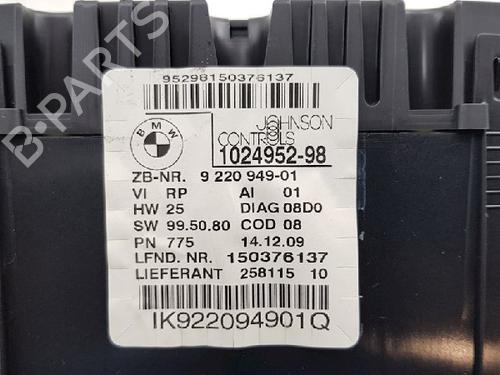 95298150376137
BMW
JOHNSON
CONTROLS
1024952-98
ZB-NR. 9 220 949-01
VI RP AI 01
HW 25 DIAG 08D0
SW 99.50.80 COD 08
PN 775 14.12.09
LFND. NR. 150376137
LIEFERANT 258115 10
IK922094901Q
B-PARTS